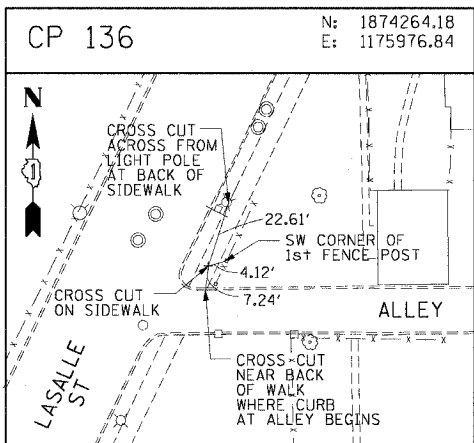 CP 136
N: 1874264.18
E: 1175976.84
N
CROSS CUT
ACROSS FROM
LIGHT POLE
AT BACK OF
SIDEWALK
22.61'
SW CORNER OF
1st FENCE POST
4.12'
7.24'
CROSS CUT
ON SIDEWALK
ALLEY
LASALLE
ST
CROSS CUT
NEAR BACK
OF WALK
WHERE CURB
AT ALLEY BEGINS